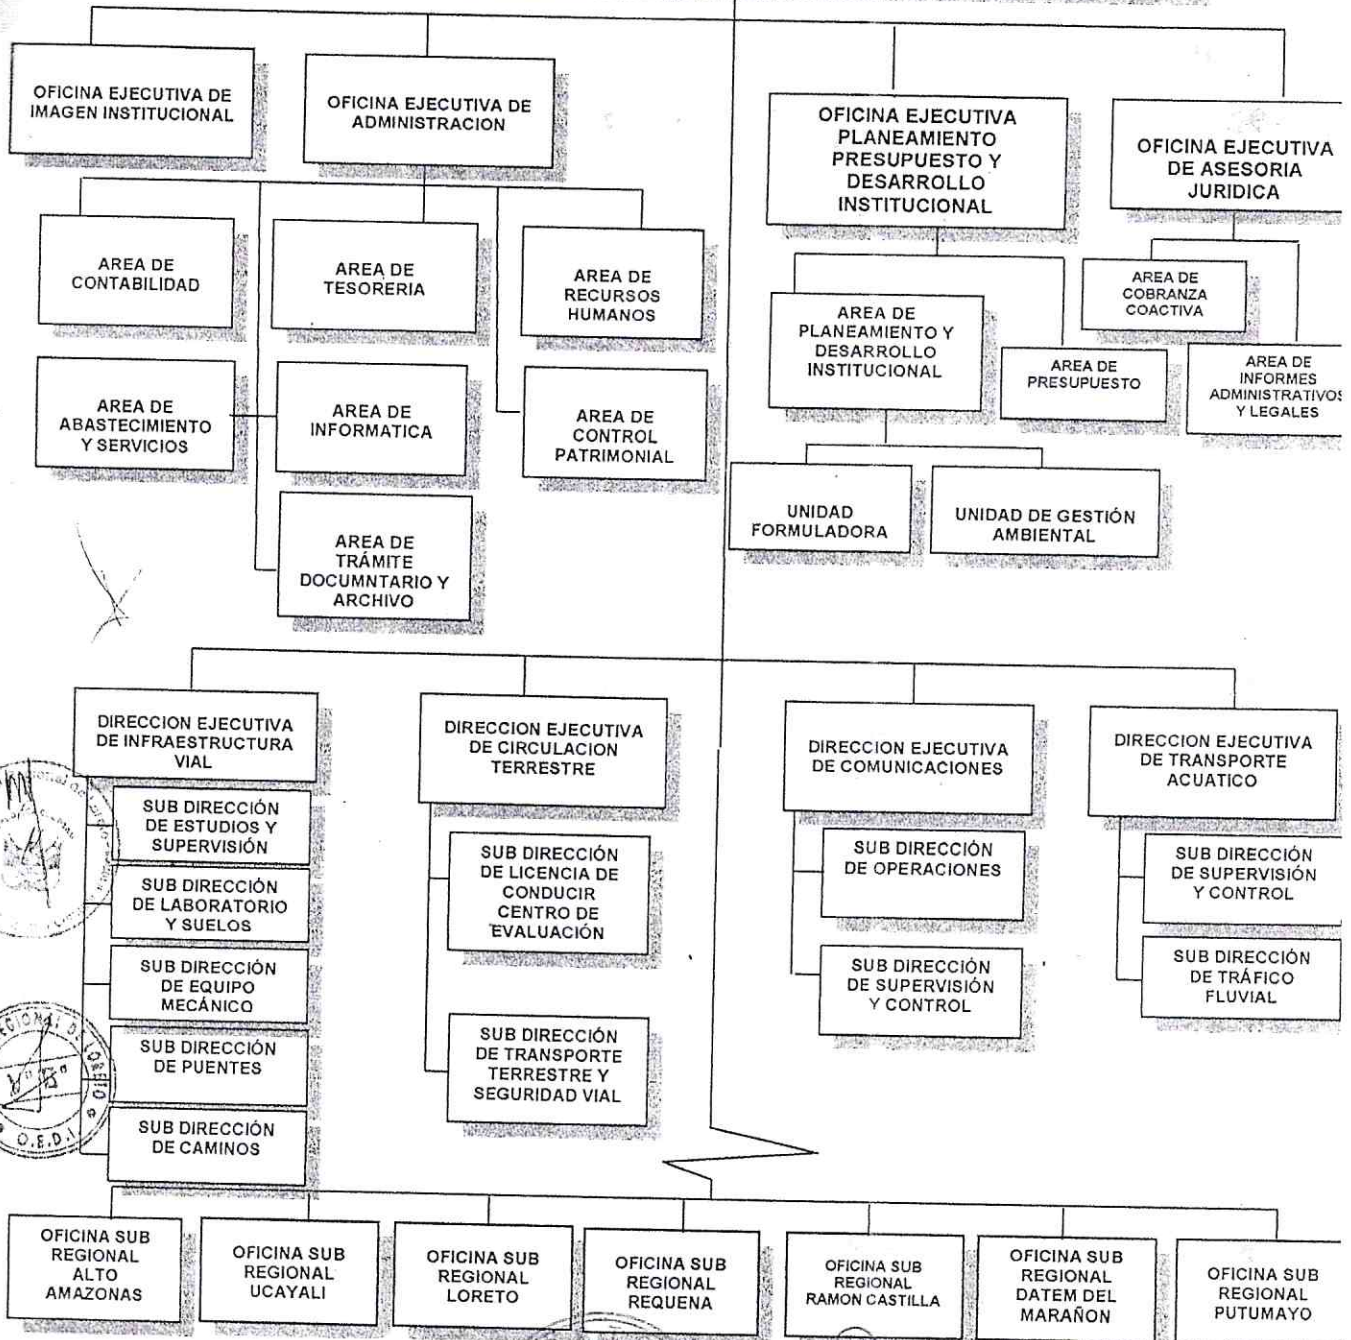 OFICINA EJECUTIVA DE
IMAGEN INSTITUCIONAL
OFICINA EJECUTIVA DE
ADMINISTRACION
OFICINA EJECUTIVA
PLANEAMIENTO
PRESUPUESTO Y
DESARROLLO
INSTITUCIONAL
OFICINA EJECUTIVA
DE ASESORIA
JURIDICA
AREA DE
CONTABILIDAD
AREA DE
TESORERIA
AREA DE
RECURSOS
HUMANOS
AREA DE
PLANEAMIENTO Y
DESARROLLO
INSTITUCIONAL
AREA DE
COBRANZA
COACTIVA
AREA DE
PRESUPUESTO
AREA DE
INFORMES
ADMINISTRATIVOS
Y LEGALES
AREA DE
ABASTECIMIENTO
Y SERVICIOS
AREA DE
INFORMATICA
AREA DE
CONTROL
PATRIMONIAL
UNIDAD
FORMULADORA
UNIDAD DE GESTIÓN
AMBIENTAL
AREA DE
TRÁMITE
DOCUMNTARIO Y
ARCHIVO
DIRECCION EJECUTIVA
DE INFRAESTRUCTURA
VIAL
SUB DIRECCIÓN
DE ESTUDIOS Y
SUPERVISIÓN
SUB DIRECCIÓN
DE LABORATORIO
Y SUELOS
SUB DIRECCIÓN
DE EQUIPO
MECÁNICO
SUB DIRECCIÓN
DE PUENTES
SUB DIRECCIÓN
DE CAMINOS
DIRECCION EJECUTIVA
DE CIRCULACION
TERRESTRE
SUB DIRECCIÓN
DE LICENCIA DE
CONDUCIR
CENTRO DE
EVALUACIÓN
SUB DIRECCIÓN
DE TRANSPORTE
TERRESTRE Y
SEGURIDAD VIAL
DIRECCION EJECUTIVA
DE COMUNICACIONES
SUB DIRECCIÓN
DE OPERACIONES
SUB DIRECCIÓN
DE SUPERVISIÓN
Y CONTROL
DIRECCION EJECUTIVA
DE TRANSPORTE
ACUATICO
SUB DIRECCIÓN
DE SUPERVISIÓN
Y CONTROL
SUB DIRECCIÓN
DE TRÁFICO
FLUVIAL
DE LORETO
VºBº
O.E.D.I.
OFICINA SUB
REGIONAL
ALTO
AMAZONAS
OFICINA SUB
REGIONAL
UCAYALI
OFICINA SUB
REGIONAL
LORETO
OFICINA SUB
REGIONAL
REQUENA
OFICINA SUB
REGIONAL
RAMON CASTILLA
OFICINA SUB
REGIONAL
DATEM DEL
MARAÑON
OFICINA SUB
REGIONAL
PUTUMAYO